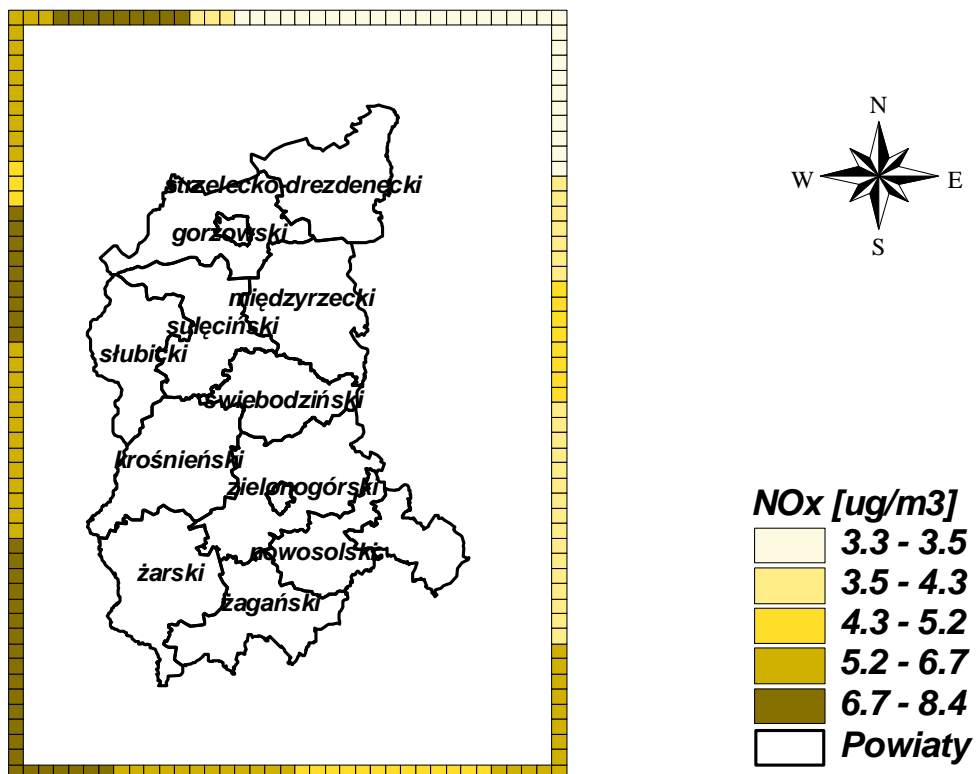 N
W E
S
strzelecko-drezdenecki
gorzowski
międzyrzecki
sulęciński
słubicki
świebodziński
krośnieński
zielonogórski
nowosolski
żarski
żagański
NOx [ug/m3]
3.3 - 3.5
3.5 - 4.3
4.3 - 5.2
5.2 - 6.7
6.7 - 8.4
Powiaty